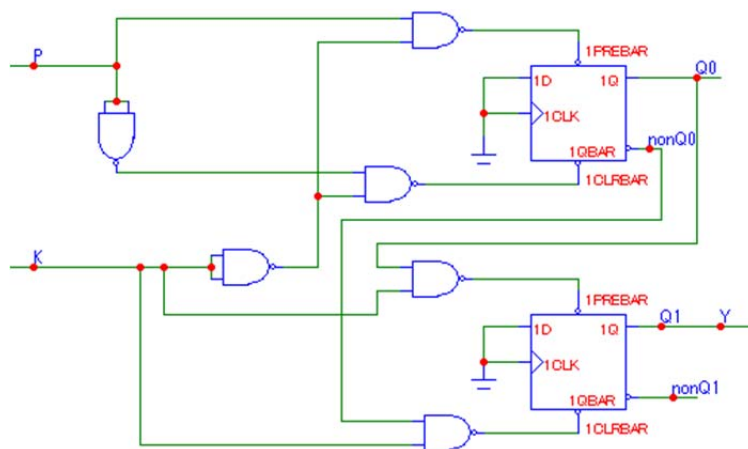 P
1PREBAR
Q0
1D
1Q
1CLK
nonQ0
1QBAR
1CLRBAR
K
1PREBAR
1D
1Q
Q1
Y
1CLK
1QBAR
nonQ1
1CLRBAR